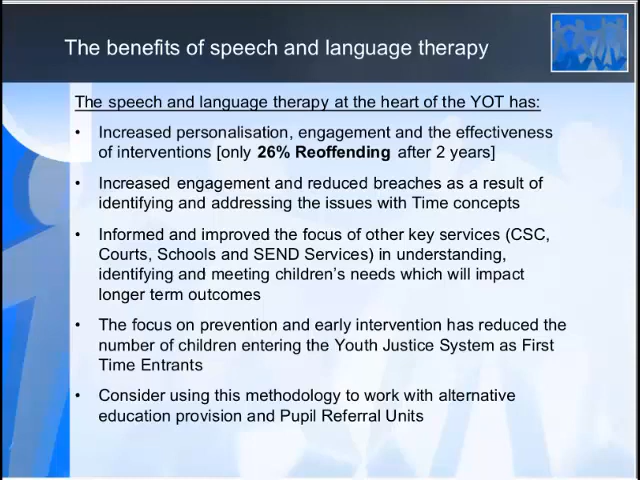 The benefits of speech and language therapy
The speech and language therapy at the heart of the YOT has:
• Increased personalisation, engagement and the effectiveness
of interventions [only 26% Reoffending after 2 years]
• Increased engagement and reduced breaches as a result of
identifying and addressing the issues with Time concepts
• Informed and improved the focus of other key services (CSC,
Courts, Schools and SEND Services) in understanding,
identifying and meeting children’s needs which will impact
longer term outcomes
• The focus on prevention and early intervention has reduced the
number of children entering the Youth Justice System as First
Time Entrants
• Consider using this methodology to work with alternative
education provision and Pupil Referral Units